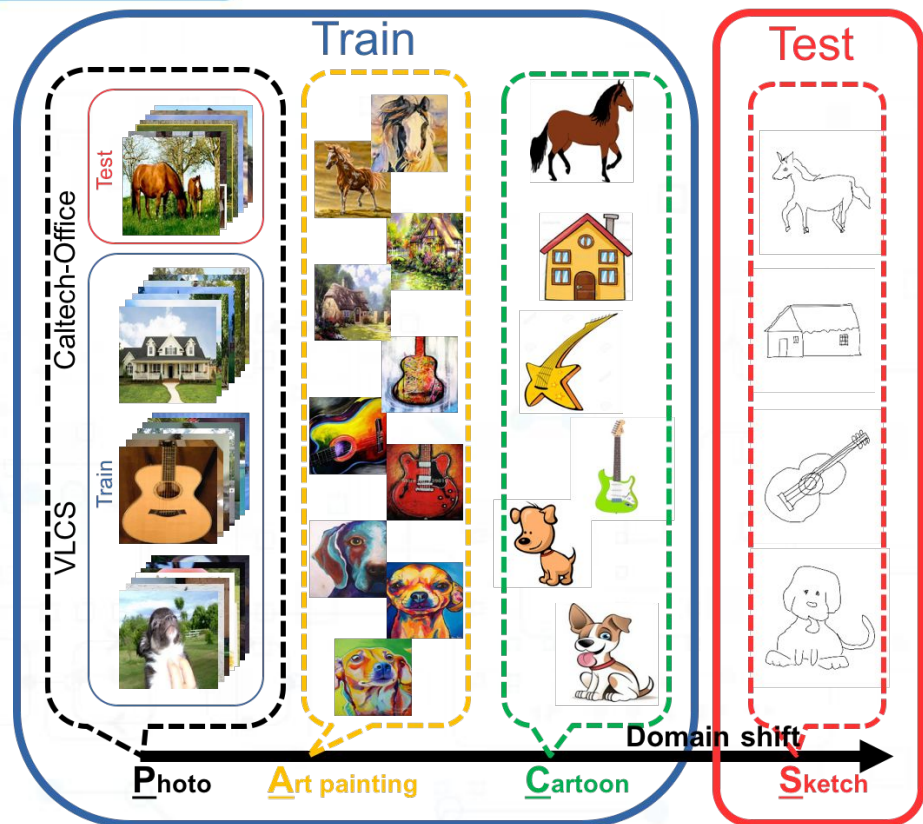 Train
Test
Test
Caltech-Office
Train
VLCS
Domain shift
Photo
Art painting
Cartoon
Sketch